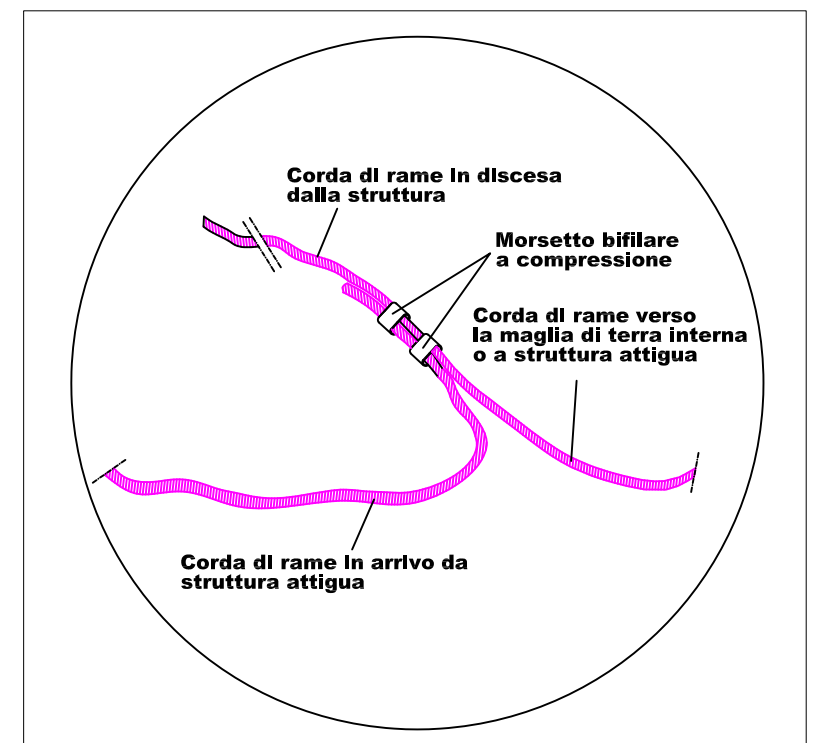 Corda di rame in discesa
dalla struttura
Morsetto bifilare
a compressione
Corda di rame verso
la maglia di terra interna
o a struttura attigua
Corda di rame in arrivo da
struttura attigua